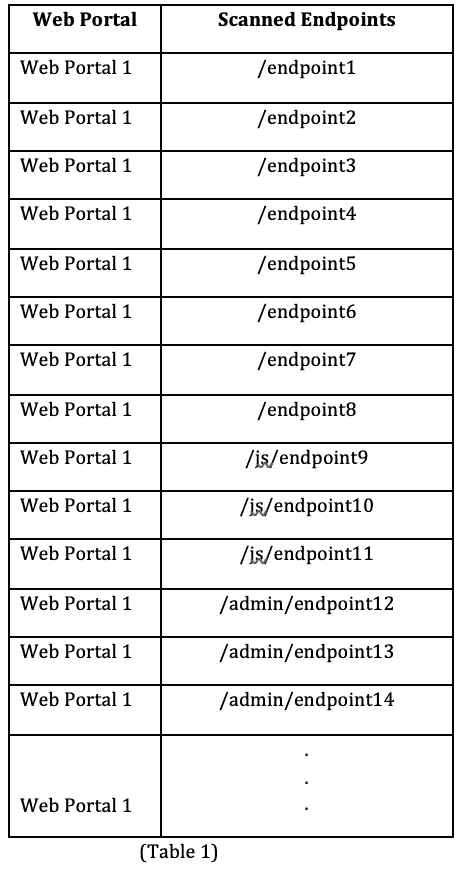 Web Portal Scanned Endpoints
Web Portal 1 /endpoint1
Web Portal 1 /endpoint2
Web Portal 1 /endpoint3
Web Portal 1 /endpoint4
Web Portal 1 /endpoint5
Web Portal 1 /endpoint6
Web Portal 1 /endpoint7
Web Portal 1 /endpoint8
Web Portal 1 /js/endpoint9
Web Portal 1 /js/endpoint10
Web Portal 1 /js/endpoint11
Web Portal 1 /admin/endpoint12
Web Portal 1 /admin/endpoint13
Web Portal 1 /admin/endpoint14
.
.
Web Portal 1 .
(Table 1)